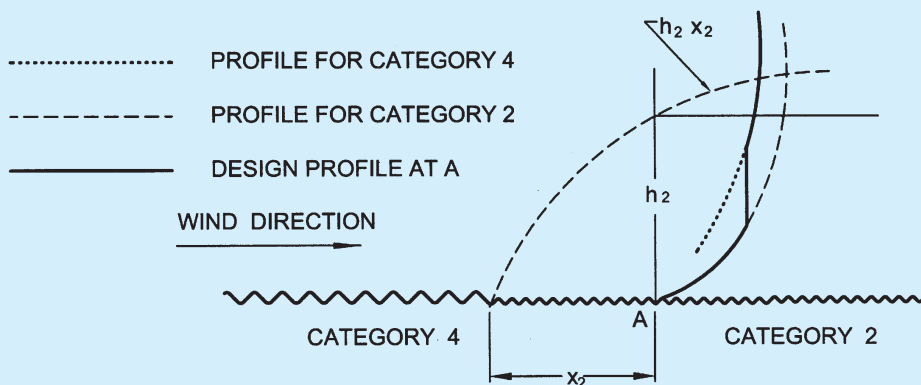 h₂ x₂
PROFILE FOR CATEGORY 4
PROFILE FOR CATEGORY 2
DESIGN PROFILE AT A
h₂
WIND DIRECTION
A
CATEGORY 4
CATEGORY 2
x₂